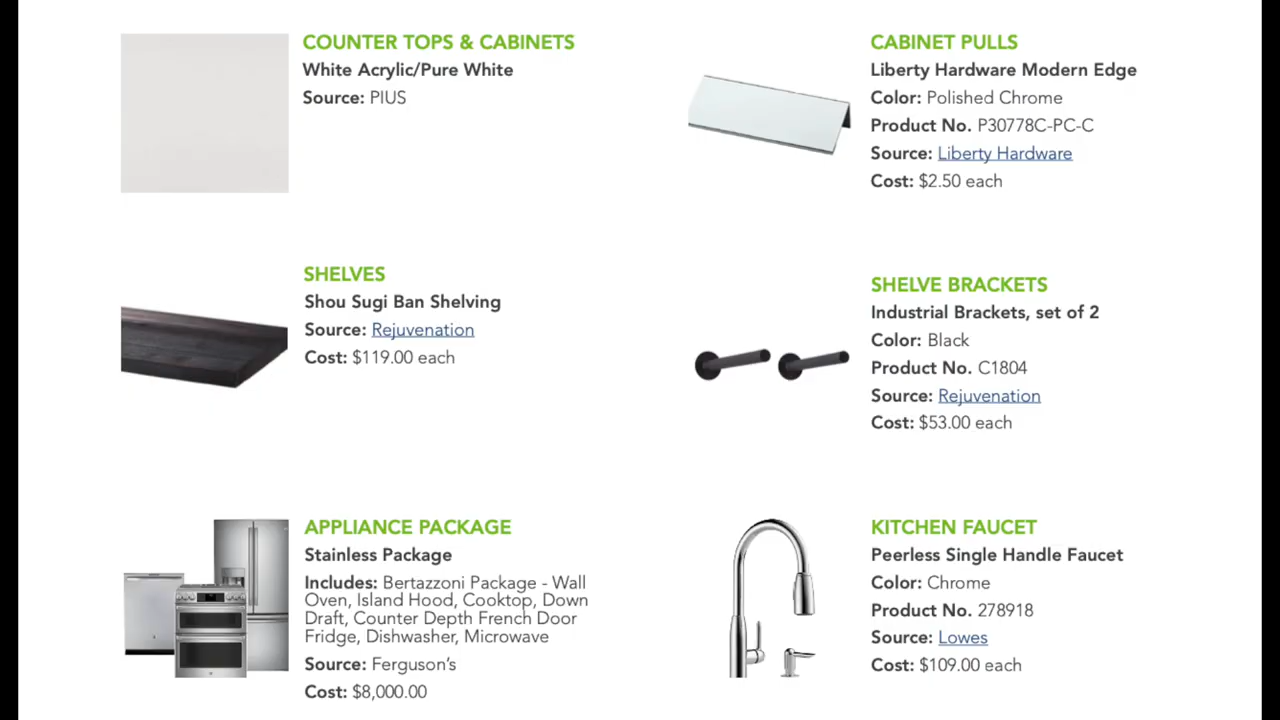 COUNTER TOPS & CABINETS
White Acrylic/Pure White
Source: PIUS
CABINET PULLS
Liberty Hardware Modern Edge
Color: Polished Chrome
Product No. P30778C-PC-C
Source: Liberty Hardware
Cost: $2.50 each
SHELVES
Shou Sugi Ban Shelving
Source: Rejuvenation
Cost: $119.00 each
SHELVE BRACKETS
Industrial Brackets, set of 2
Color: Black
Product No. C1804
Source: Rejuvenation
Cost: $53.00 each
APPLIANCE PACKAGE
Stainless Package
Includes: Bertazzoni Package - Wall
Oven, Island Hood, Cooktop, Down
Draft, Counter Depth French Door
Fridge, Dishwasher, Microwave
Source: Ferguson's
Cost: $8,000.00
KITCHEN FAUCET
Peerless Single Handle Faucet
Color: Chrome
Product No. 278918
Source: Lowes
Cost: $109.00 each